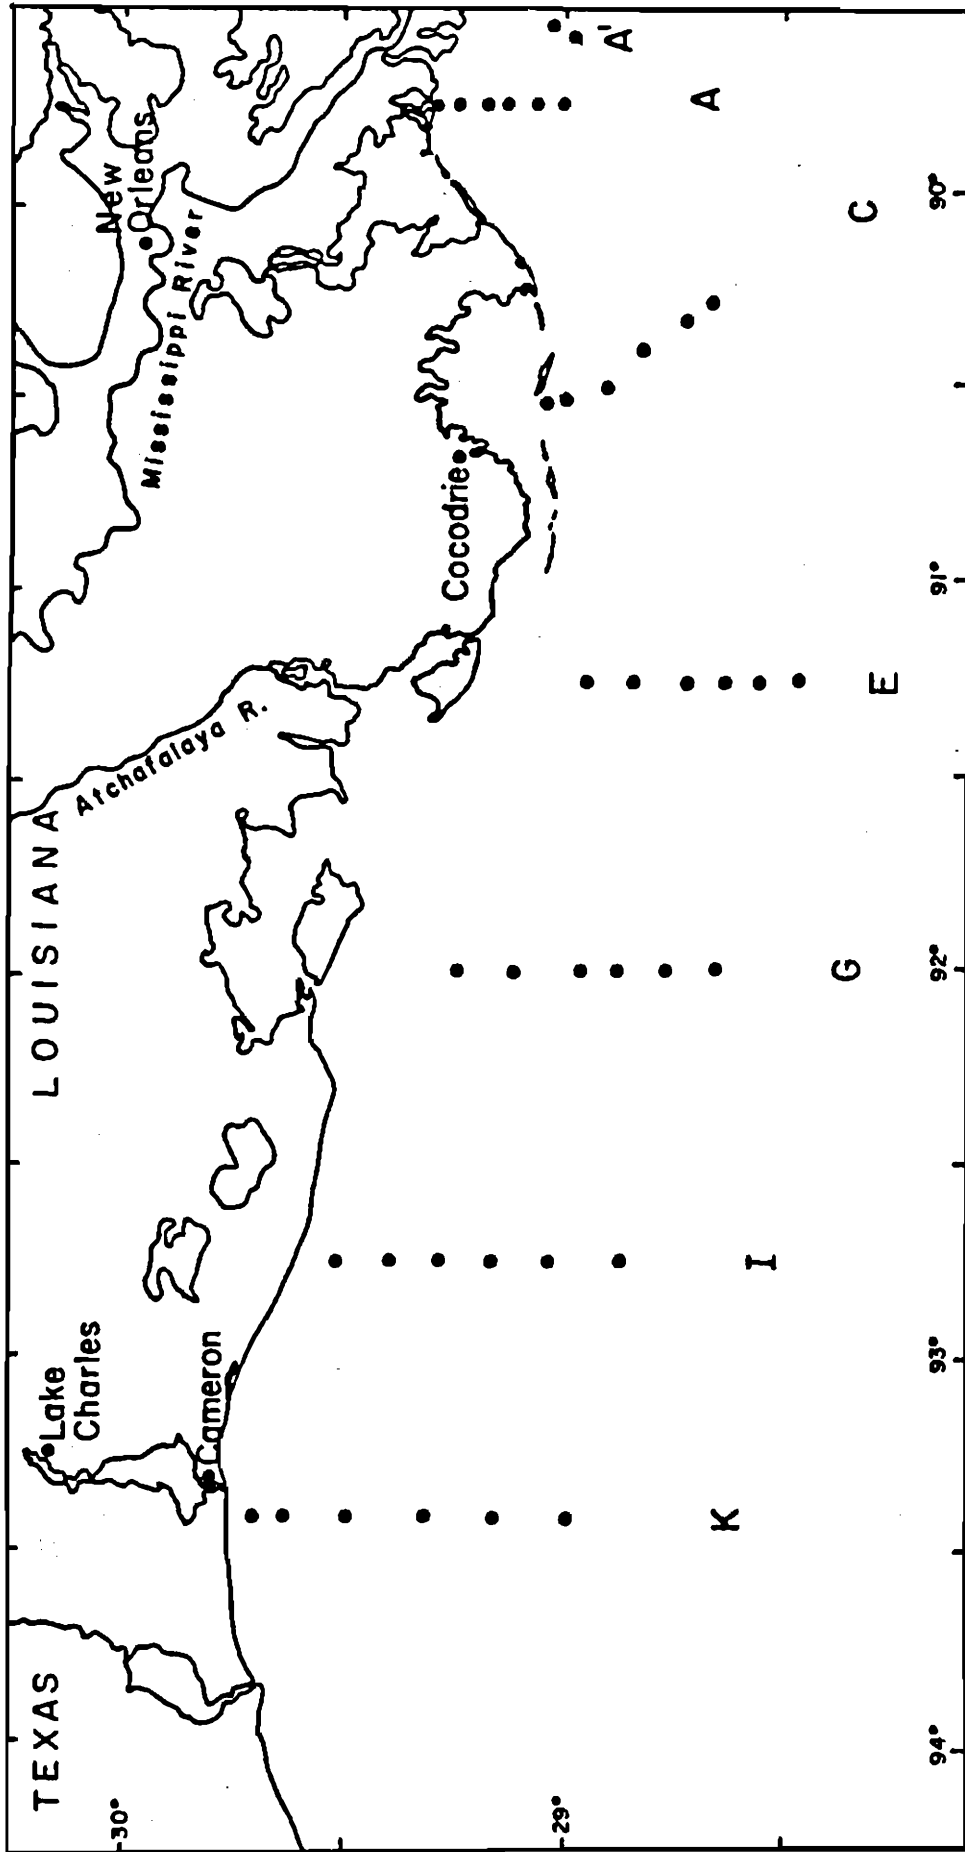 TEXAS
LOUISIANA
Lake
Charles
Cameron
Atchafalaya R.
Mississippi River
New
Orleans
Cocodrie
30°
29°
K
I
G
E
C
A
A'
94°
93°
92°
91°
90°